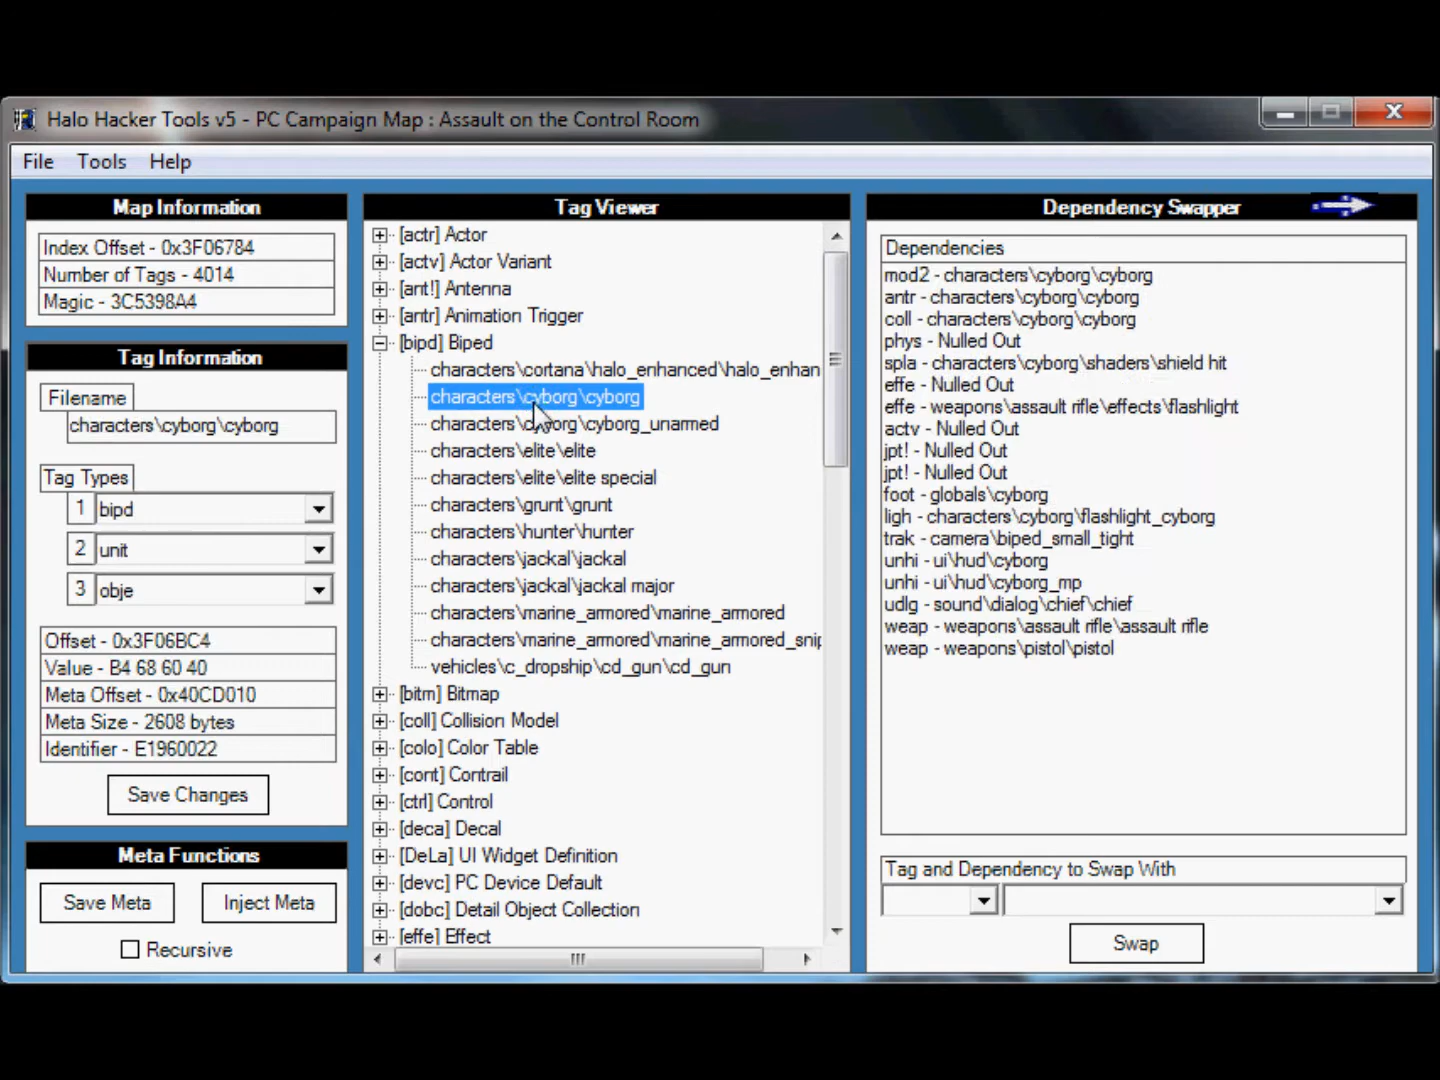 Halo Hacker Tools v5 - PC Campaign Map : Assault on the Control Room
File Tools Help
Map Information
Index Offset - 0x3F06784
Number of Tags - 4014
Magic - 3C5398A4
Tag Information
Filename
characters\cyborg\cyborg
Tag Types
1 bipd
2 unit
3 obje
Offset - 0x3F06BC4
Value - B4 68 60 40
Meta Offset - 0x40CD010
Meta Size - 2608 bytes
Identifier - E1960022
Save Changes
Meta Functions
Save Meta Inject Meta
Recursive
Tag Viewer
[actr] Actor
[actv] Actor Variant
[ant!] Antenna
[antr] Animation Trigger
[bipd] Biped
characters\cortana\halo_enhanced\halo_enhan
characters\cyborg\cyborg
characters\cyborg\cyborg_unarmed
characters\elite\elite
characters\elite\elite special
characters\grunt\grunt
characters\hunter\hunter
characters\jackal\jackal
characters\jackal\jackal major
characters\marine_armored\marine_armored
characters\marine_armored\marine_armored_snip
vehicles\c_dropship\cd_gun\cd_gun
[bitm] Bitmap
[coll] Collision Model
[colo] Color Table
[cont] Contrail
[ctrl] Control
[deca] Decal
[DeLa] UI Widget Definition
[devc] PC Device Default
[dobc] Detail Object Collection
[effe] Effect
Dependency Swapper
Dependencies
mod2 - characters\cyborg\cyborg
antr - characters\cyborg\cyborg
coll - characters\cyborg\cyborg
phys - Nulled Out
spla - characters\cyborg\shaders\shield hit
effe - Nulled Out
effe - weapons\assault rifle\effects\flashlight
actv - Nulled Out
jpt! - Nulled Out
jpt! - Nulled Out
foot - globals\cyborg
ligh - characters\cyborg\flashlight_cyborg
trak - camera\biped_small_tight
unhi - ui\hud\cyborg
unhi - ui\hud\cyborg_mp
udlg - sound\dialog\chief\chief
weap - weapons\assault rifle\assault rifle
weap - weapons\pistol\pistol
Tag and Dependency to Swap With
Swap